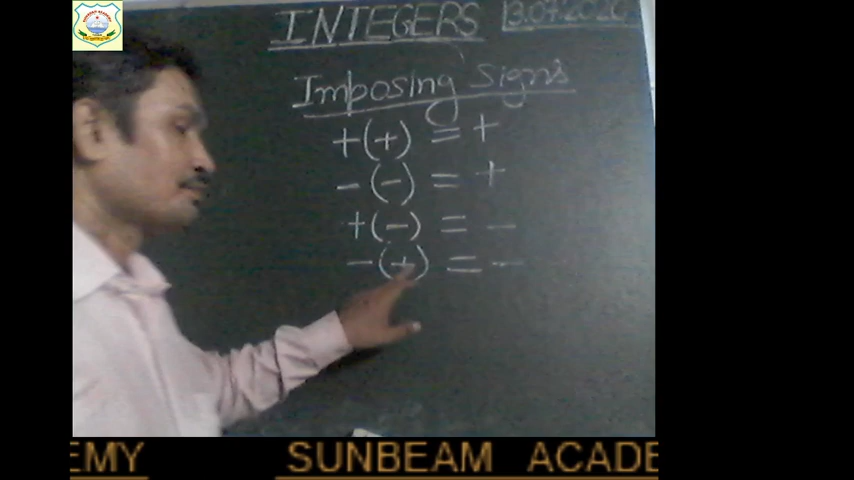 INTEGERS 13.07.2020
Imposing Signs
+(+) = +
-(-) = +
+(-) = -
-(+) = -
EMY SUNBEAM ACADE